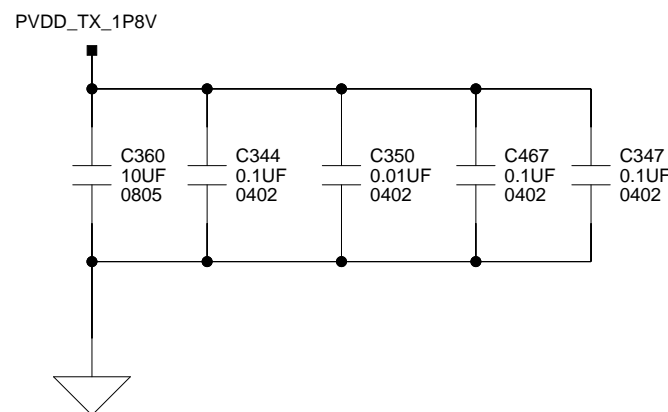 PVDD_TX_1P8V
C360
10UF
0805
C344
0.1UF
0402
C350
0.01UF
0402
C467
0.1UF
0402
C347
0.1UF
0402